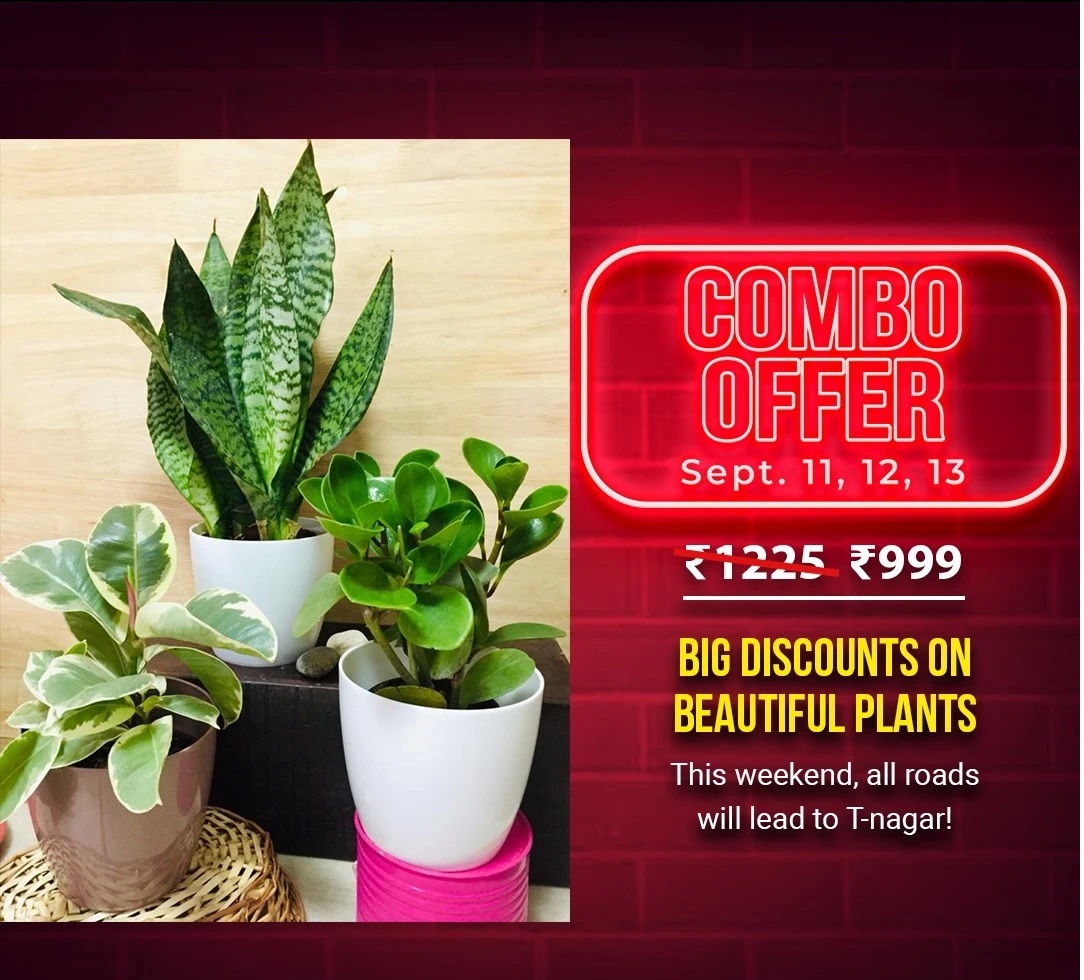 COMBO
OFFER
Sept. 11, 12, 13
₹1225 ₹999
BIG DISCOUNTS ON
BEAUTIFUL PLANTS
This weekend, all roads
will lead to T-nagar!